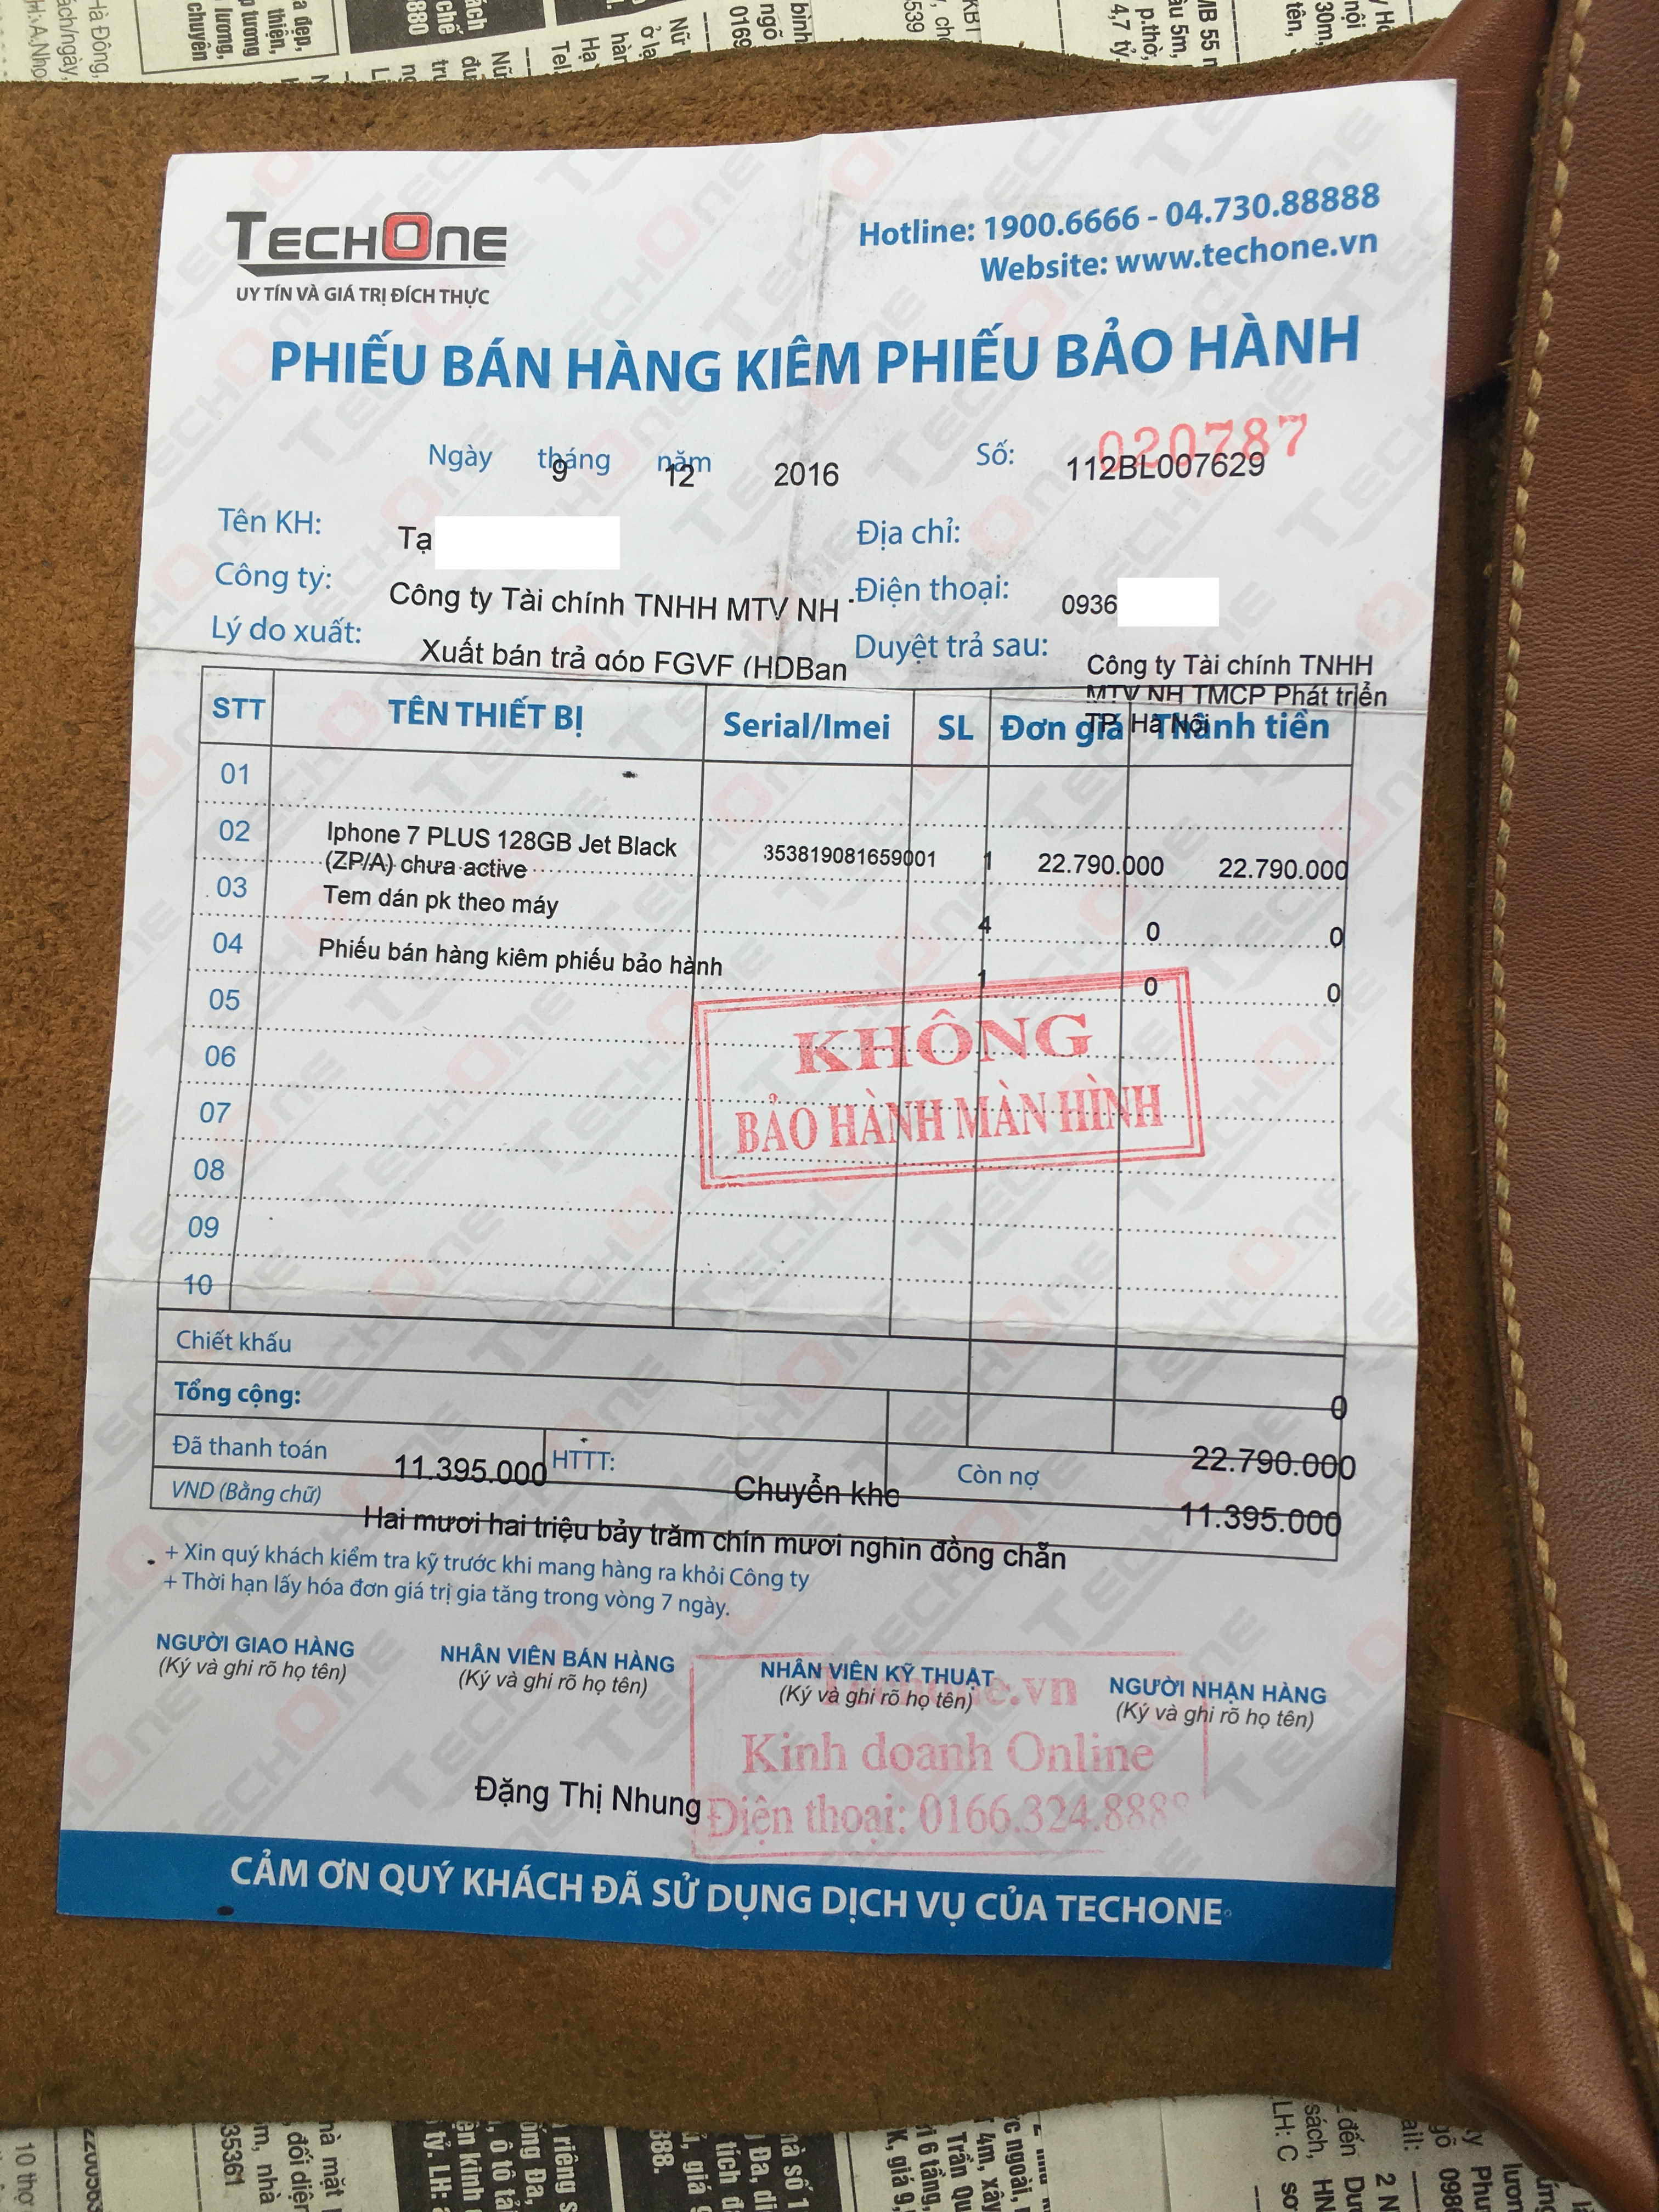 TECHONE
UY TÍN VÀ GIÁ TRỊ ĐÍCH THỰC
Hotline: 1900.6666 - 04.730.88888
Website: www.techone.vn
PHIẾU BÁN HÀNG KIÊM PHIẾU BẢO HÀNH
Ngày 9 tháng 12 năm 2016
Số: 020787
112BL007629
Tên KH: Tạ
Địa chỉ:
Công ty: Công ty Tài chính TNHH MTV NH
Điện thoại: 0936
Lý do xuất: Xuất bán trả góp FGVF (HDBan
Duyệt trả sau: Công ty Tài chính TNHH
MTV NH TMCP Phát triển
TP. Hà Nội
STT TÊN THIẾT BỊ Serial/Imei SL Đơn giá Thành tiền
01
02 Iphone 7 PLUS 128GB Jet Black
(ZP/A) chưa active 353819081659001 1 22.790.000 22.790.000
03 Tem dán pk theo máy 4 0 0
04 Phiếu bán hàng kiêm phiếu bảo hành 1 0 0
05
KHÔNG
06
07
BẢO HÀNH MÀN HÌNH
08
09
10
Chiết khấu 0
Tổng cộng: 22.790.000
Đã thanh toán 11.395.000 HTTT: Chuyển kho Còn nợ 11.395.000
VND (Bằng chữ) Hai mươi hai triệu bảy trăm chín mươi nghìn đồng chẵn
+ Xin quý khách kiểm tra kỹ trước khi mang hàng ra khỏi Công ty
+ Thời hạn lấy hóa đơn giá trị gia tăng trong vòng 7 ngày.
NGƯỜI GIAO HÀNG NHÂN VIÊN BÁN HÀNG NHÂN VIÊN KỸ THUẬT NGƯỜI NHẬN HÀNG
(Ký và ghi rõ họ tên) (Ký và ghi rõ họ tên) (Ký và ghi rõ họ tên) (Ký và ghi rõ họ tên)
Techone.vn
Kinh doanh Online
Điện thoại: 0166.324.8888
Đặng Thị Nhung
CẢM ƠN QUÝ KHÁCH ĐÃ SỬ DỤNG DỊCH VỤ CỦA TECHONE